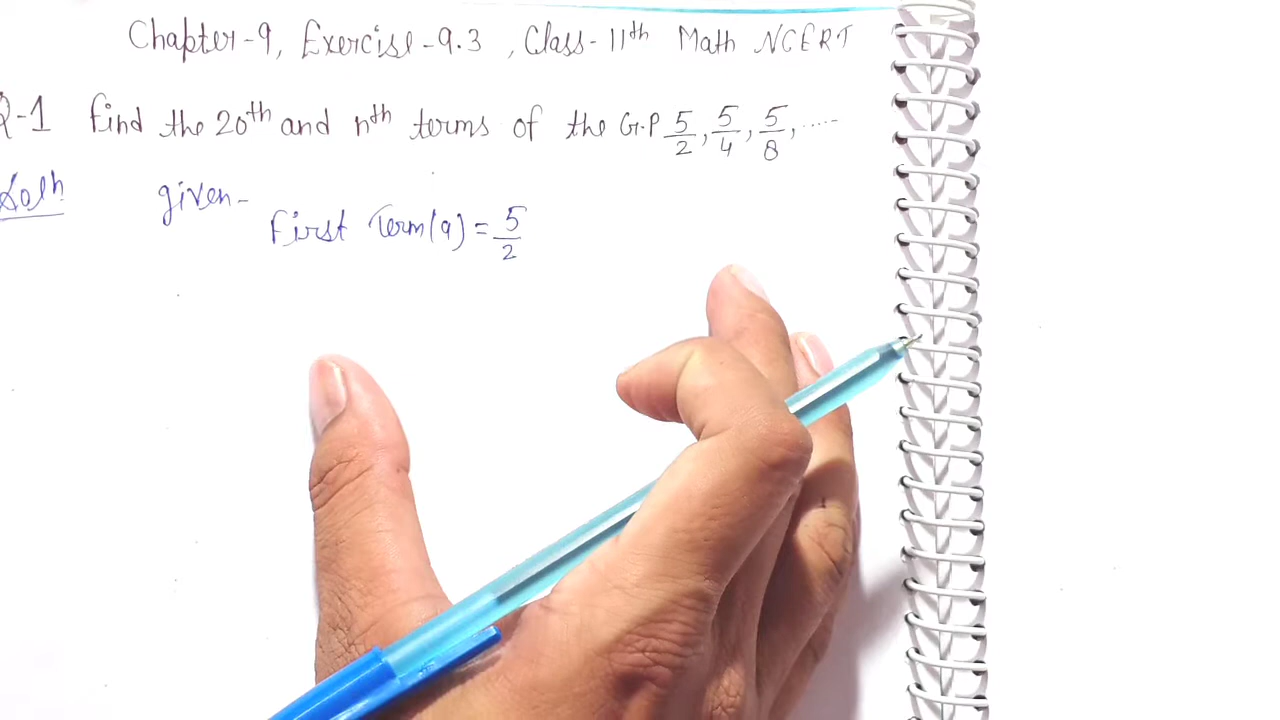 Chapter-9, Exercise-9.3, Class-11th Math NCERT
Q-1 Find the 20th and nth terms of the G.P 5/2, 5/4, 5/8, .....
Soln given-
First Term(a) = 5/2